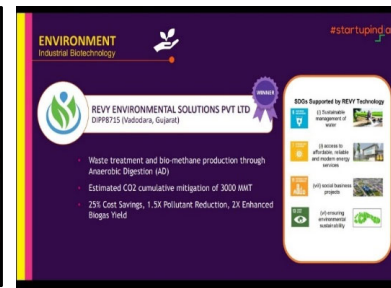 #startupindia
ENVIRONMENT
Industrial Biotechnology
WINNER
REVY ENVIRONMENTAL SOLUTIONS PVT LTD
DIPP8715 (Vadodara, Gujarat)
Waste treatment and bio-methane production through
Anaerobic Digestion (AD)
Estimated CO2 cumulative mitigation of 3000 MMT
25% Cost Savings, 1.5X Pollutant Reduction, 2X Enhanced
Biogas Yield
SDGs Supported by REVY Technology
(i) Sustainable
management of
water
(ii) access to
affordable, reliable
and modern energy
services
(vii) social business
projects
(vi) ensuring
environmental
sustainability